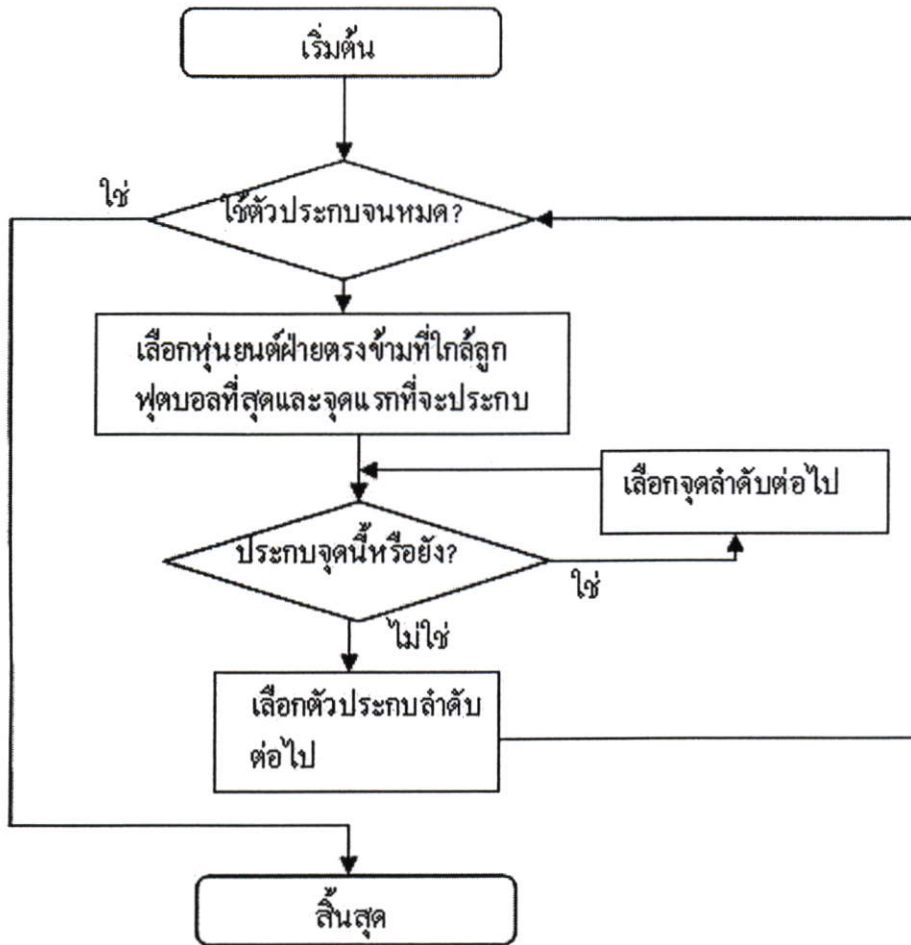 เริ่มต้น
ใช่
ใช้ตัวประกบจนหมด?
เลือกหุ่นยนต์ฝ่ายตรงข้ามที่ใกล้ลูก
ฟุตบอลที่สุดและจุดแรกที่จะประกบ
เลือกจุดลำดับต่อไป
ประกบจุดนี้หรือยัง?
ใช่
ไม่ใช่
เลือกตัวประกบลำดับ
ต่อไป
สิ้นสุด